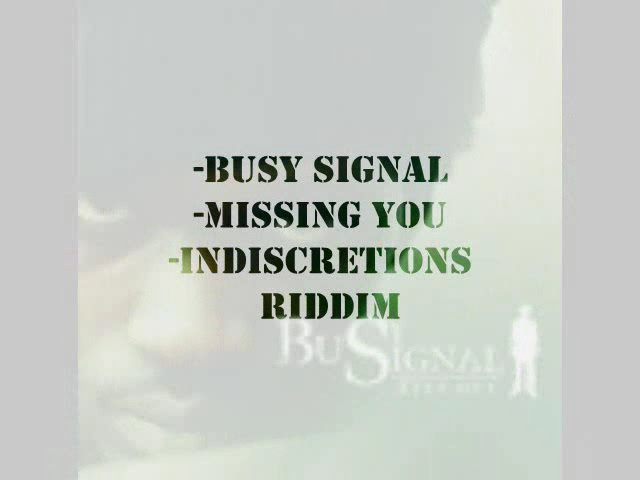 -BUSY SIGNAL
-MISSING YOU
-INDISCRETIONS
RIDDIM
BUSIGNAL